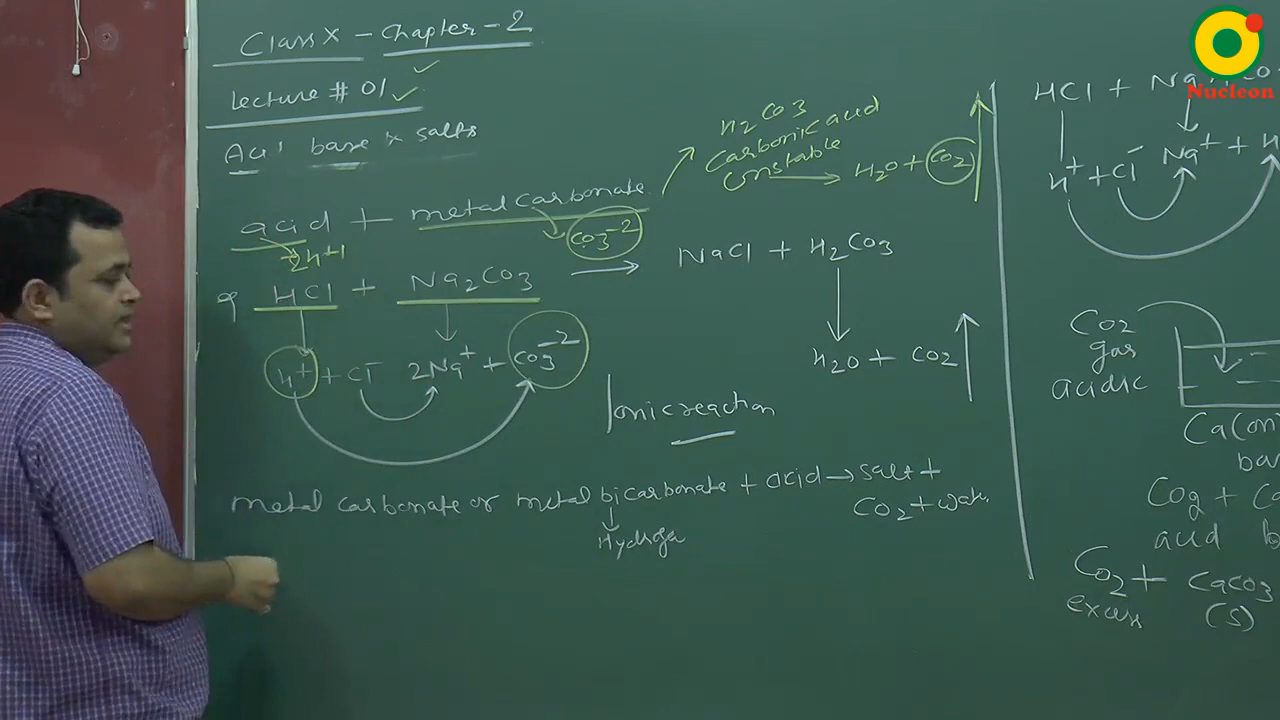 Class X - Chapter - 2
Lecture # 01
Acid base & salts
acid + metal carbonate
CO3-2
2H+1
H2CO3
carbonic acid
unstable
H2O + CO2
eg HCl + Na2CO3 → NaCl + H2CO3
H+ + Cl- 2Na+ + CO3-2
H2O + CO2
Ionic reaction
metal carbonate or metal bicarbonate + acid → salt +
CO2 + wate
Hydrogen
HCl + Na
H+ + Cl- Na+ + H
CO2
gas
acidic
Ca(OH
ba
CO2 + Ca
acid b
CO2 + CaCO3
excess (s)
Nucleon